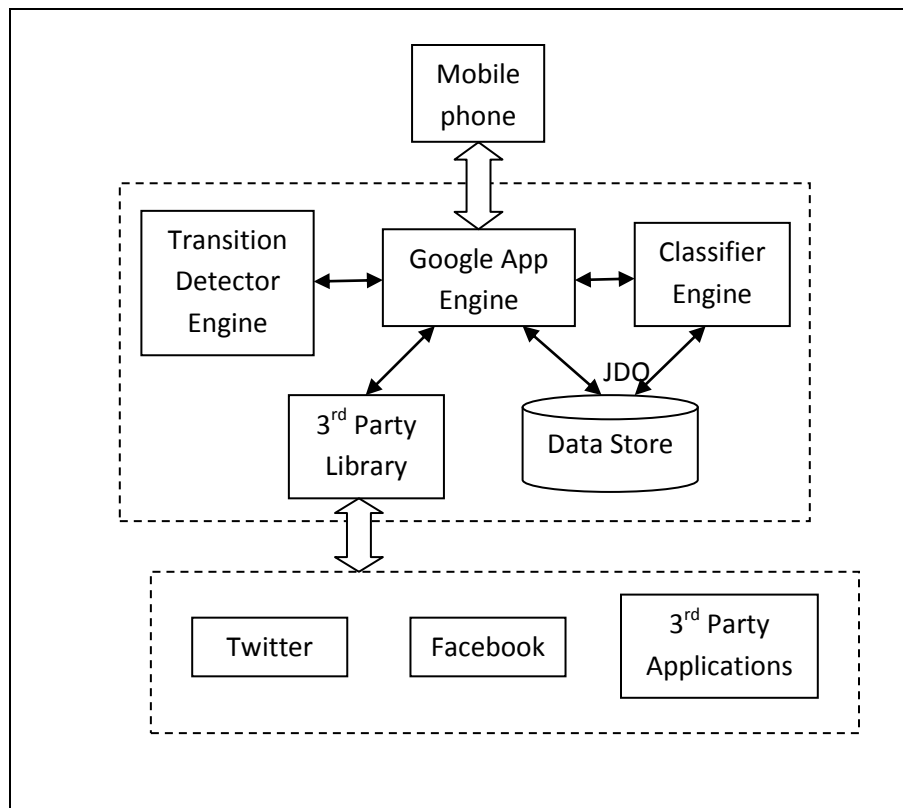 Mobile
phone
Transition
Detector
Engine
Google App
Engine
Classifier
Engine
JDO
3rd Party
Library
Data Store
Twitter
Facebook
3rd Party
Applications